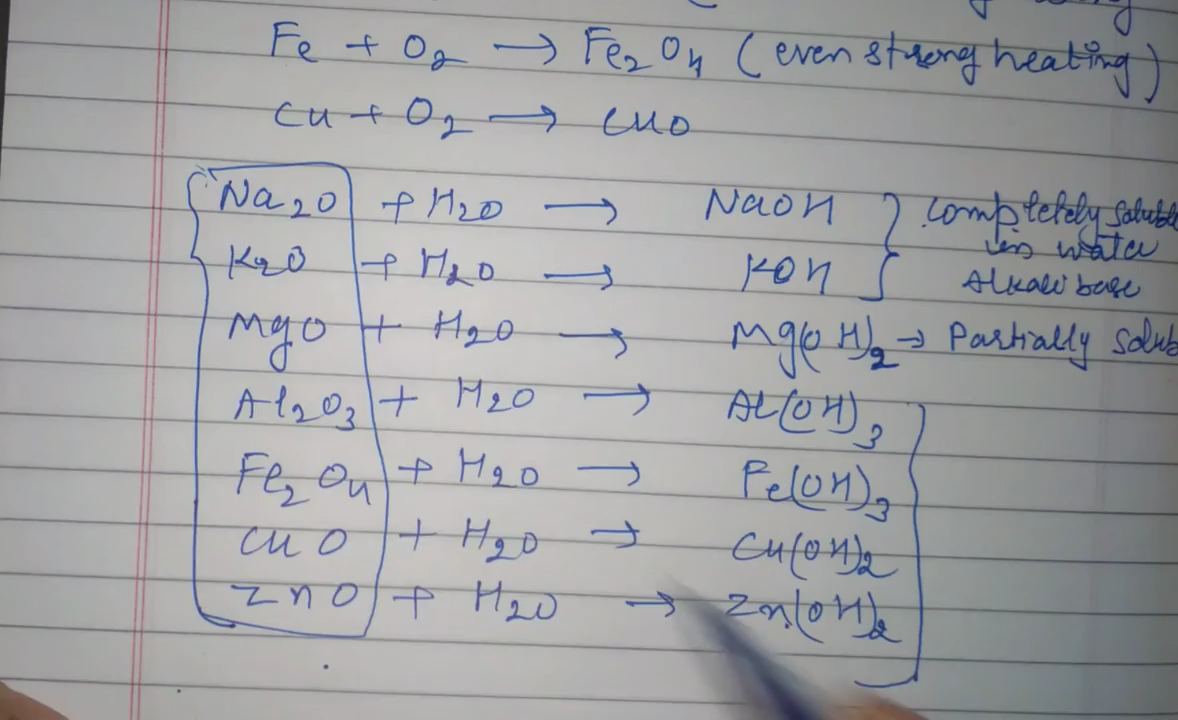 Fe + O2 → Fe2O4 (even strong heating)
Cu + O2 → CuO
Na2O + H2O → NaOH } completely soluble
in water
K2O + H2O → KOH Alkali base
MgO + H2O → Mg(OH)2 → Partially solub
Al2O3 + H2O → Al(OH)3
Fe2O4 + H2O → Fe(OH)3
CuO + H2O → Cu(OH)2
ZnO + H2O → Zn(OH)2